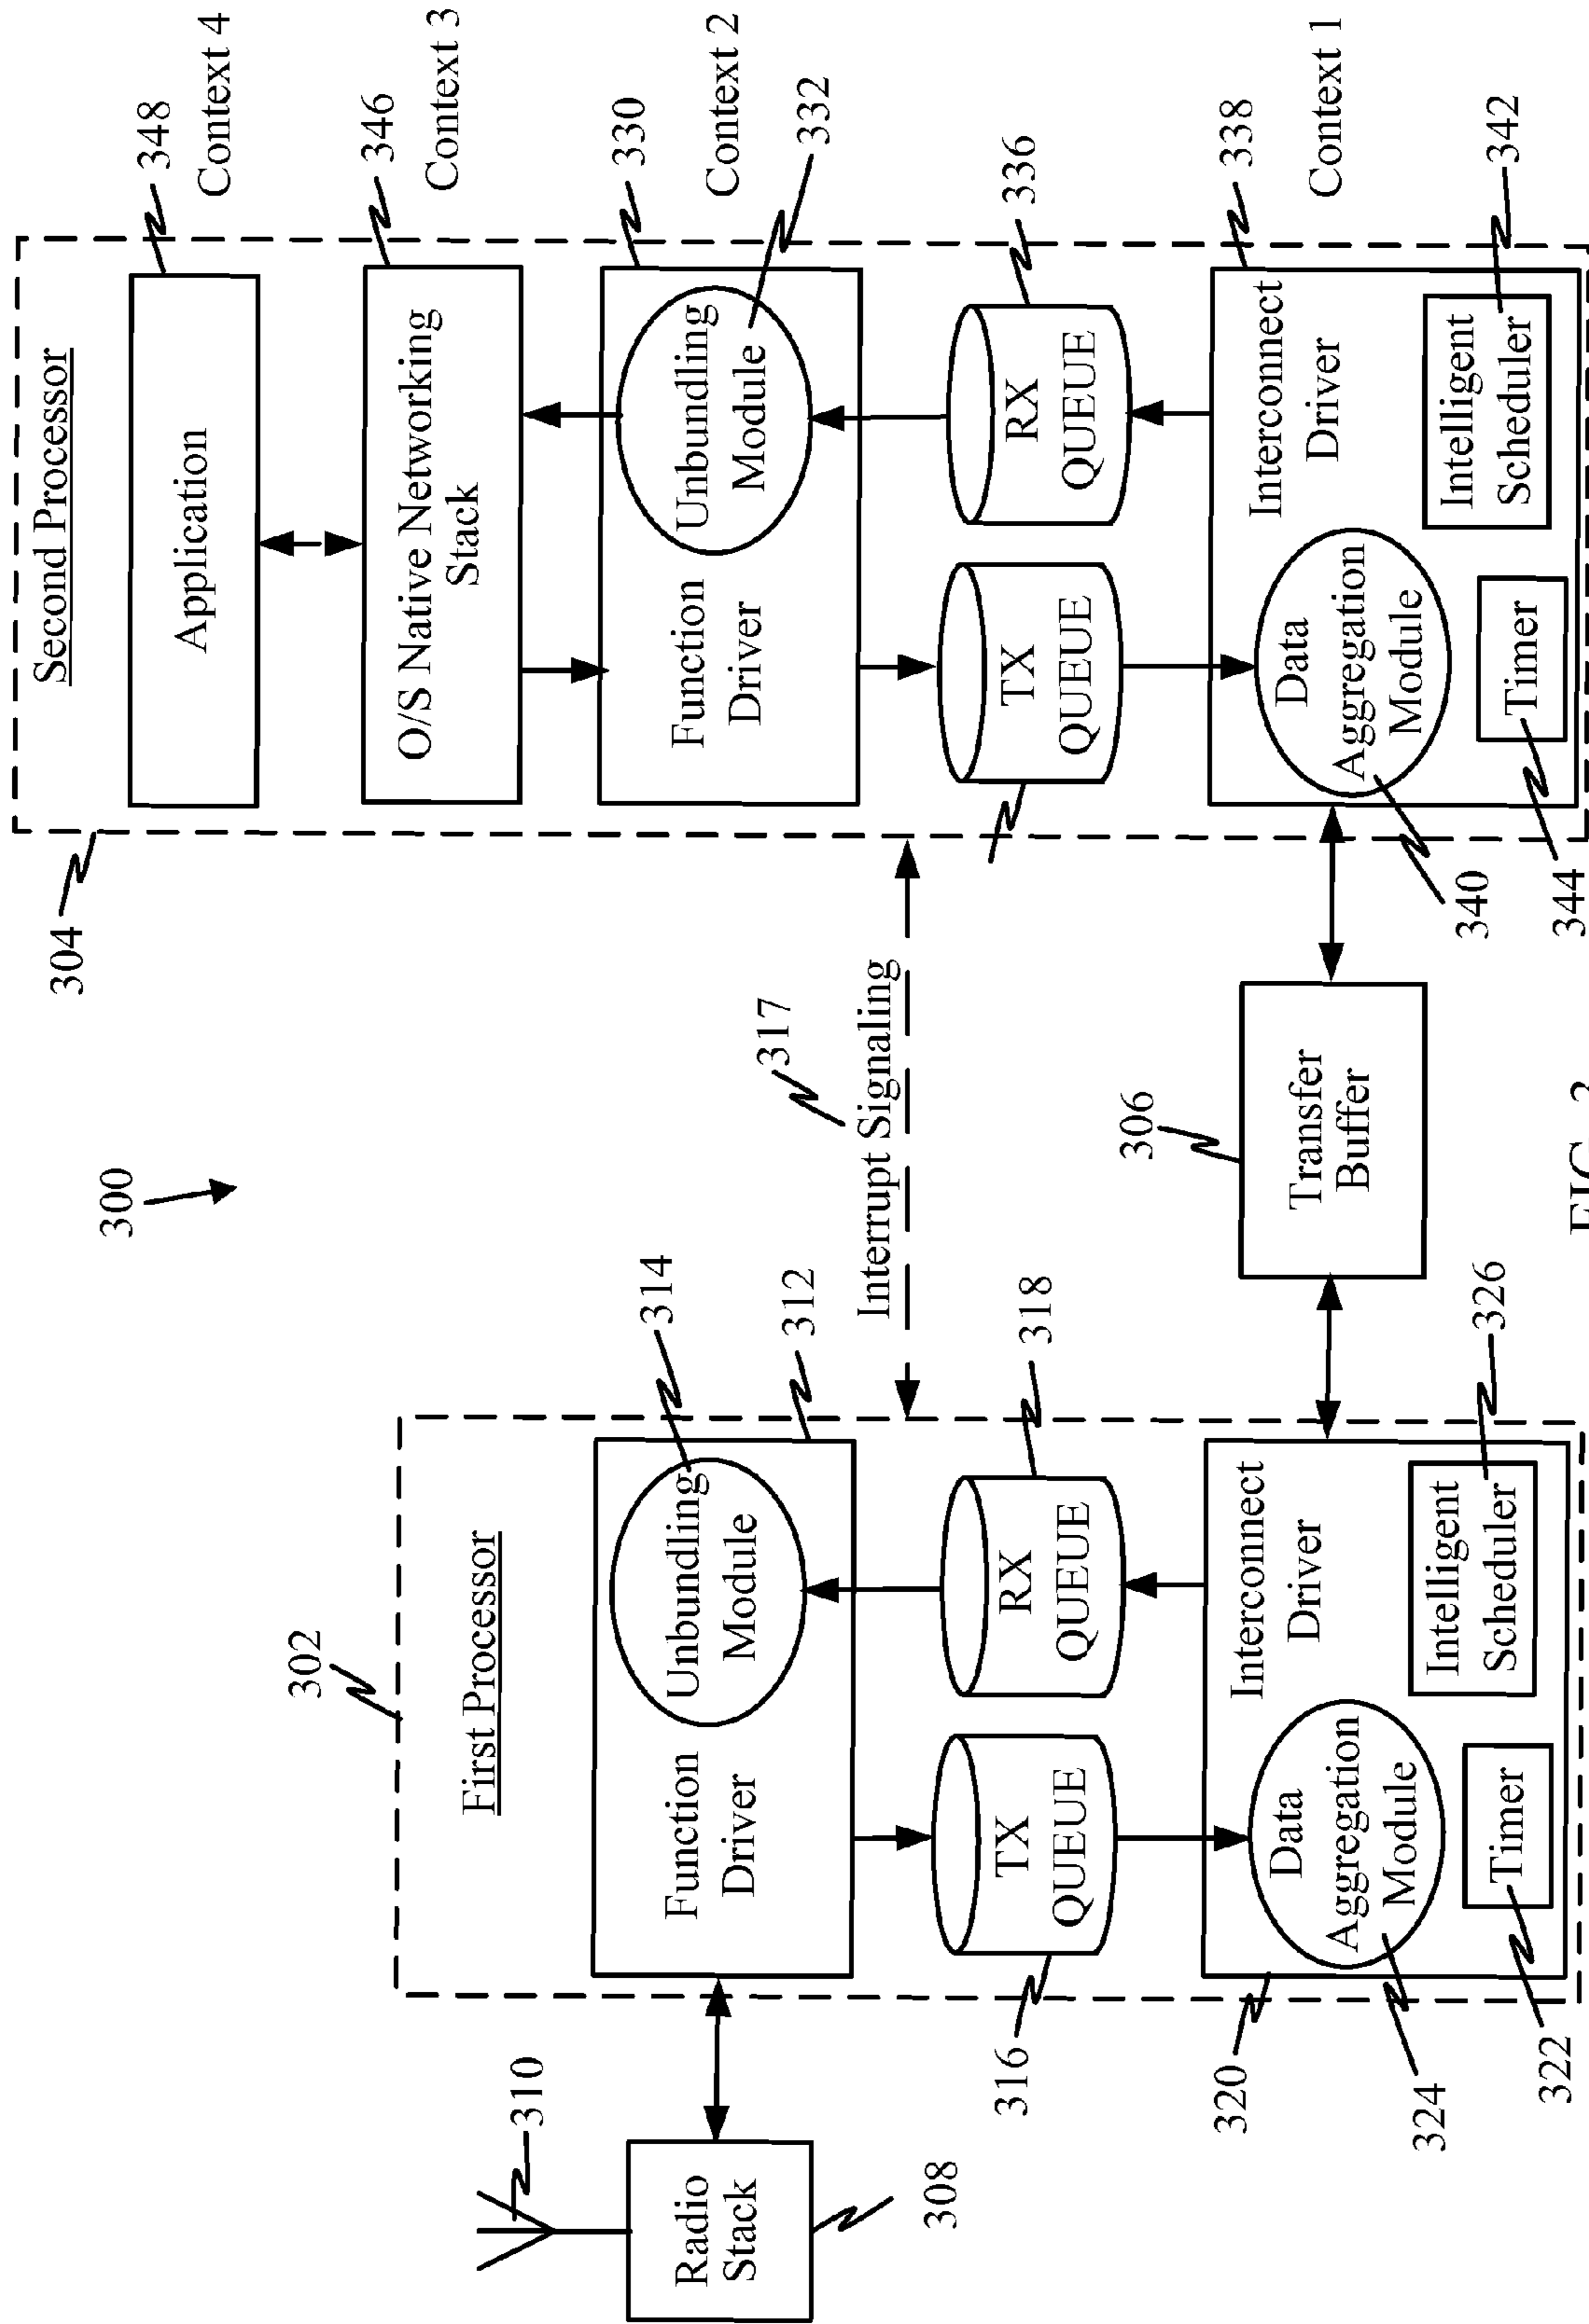 300
304
Second Processor
348
Context 4
Application
346
Context 3
O/S Native Networking
Stack
330
Context 2
332
Function
Driver
Unbundling
Module
336
TX
QUEUE
RX
QUEUE
338
Context 1
342
Interconnect
Driver
Data
Aggregation
Module
Intelligent
Scheduler
Timer
340
344
317
Interrupt Signaling
306
Transfer
Buffer
302
First Processor
314
312
Function
Driver
Unbundling
Module
318
TX
QUEUE
RX
QUEUE
316
326
Interconnect
Driver
Data
Aggregation
Module
Intelligent
Scheduler
Timer
320
324
322
310
Radio
Stack
308